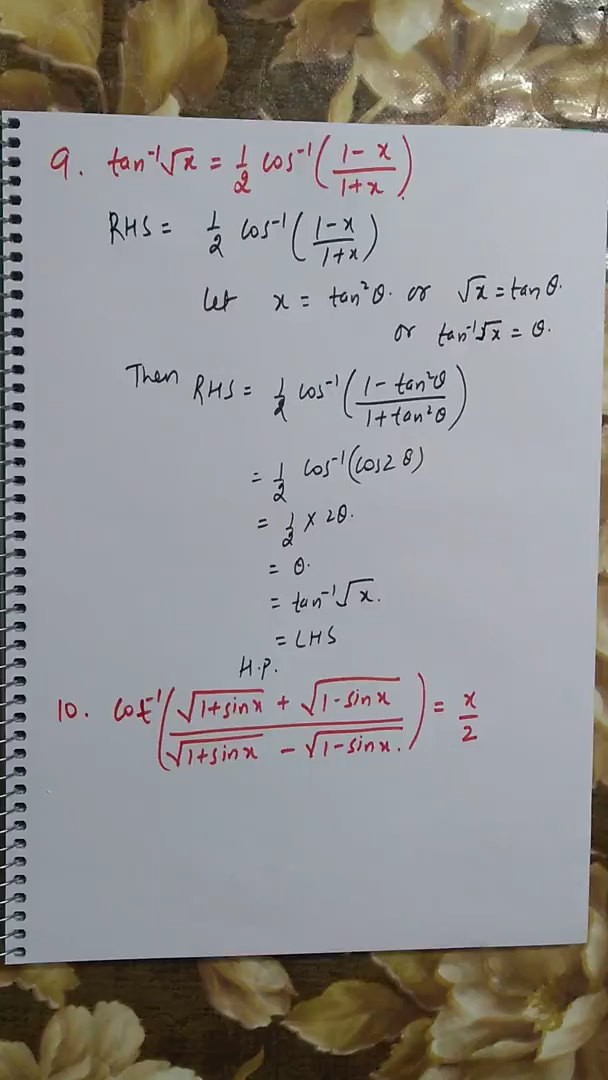 9. tan⁻¹√x = 1/2 cos⁻¹((1-x)/(1+x))
RHS = 1/2 cos⁻¹((1-x)/(1+x))
Let x = tan²θ. or √x = tanθ.
or tan⁻¹√x = θ.
Then RHS = 1/2 cos⁻¹((1-tan²θ)/(1+tan²θ))
= 1/2 cos⁻¹(cos2θ)
= 1/2 × 2θ.
= θ.
= tan⁻¹√x.
= LHS
H.P.
10. cot⁻¹((√(1+sinx) + √(1-sinx))/(√(1+sinx) - √(1-sinx))) = x/2